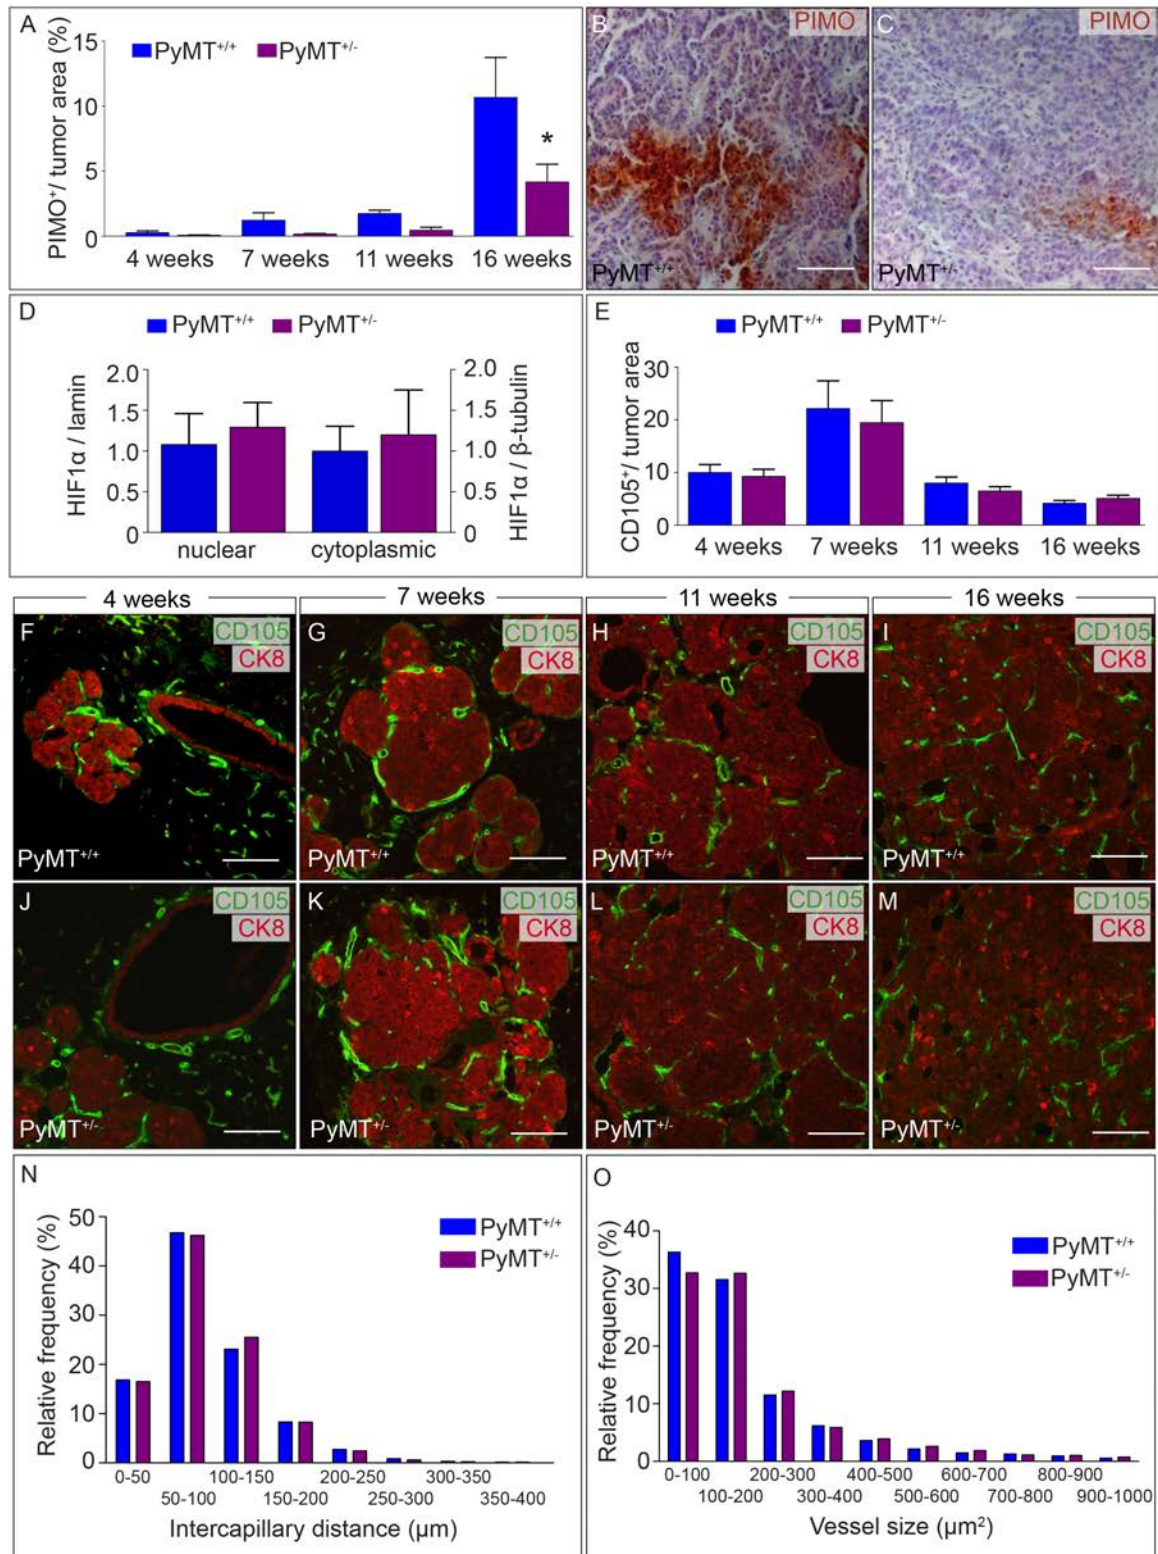 A
PIMO⁺/ tumor area (%)
15
10
5
0
PyMT⁺/⁺
PyMT⁺/⁻
*
4 weeks
7 weeks
11 weeks
16 weeks
B
PIMO
PyMT⁺/⁺
C
PIMO
PyMT⁺/⁻
D
PyMT⁺/⁺
PyMT⁺/⁻
HIF1α / lamin
2.0
1.5
1.0
0.5
0
nuclear
cytoplasmic
2.0
1.5
1.0
0.5
0
HIF1α / β-tubulin
E
PyMT⁺/⁺
PyMT⁺/⁻
CD105⁺/ tumor area
30
20
10
0
4 weeks
7 weeks
11 weeks
16 weeks
4 weeks
7 weeks
11 weeks
16 weeks
F
CD105
CK8
PyMT⁺/⁺
G
CD105
CK8
PyMT⁺/⁺
H
CD105
CK8
PyMT⁺/⁺
I
CD105
CK8
PyMT⁺/⁺
J
CD105
CK8
PyMT⁺/⁻
K
CD105
CK8
PyMT⁺/⁻
L
CD105
CK8
PyMT⁺/⁻
M
CD105
CK8
PyMT⁺/⁻
N
Relative frequency (%)
50
40
30
20
10
0
PyMT⁺/⁺
PyMT⁺/⁻
0-50
50-100
100-150
150-200
200-250
250-300
300-350
350-400
Intercapillary distance (µm)
O
Relative frequency (%)
40
30
20
10
0
PyMT⁺/⁺
PyMT⁺/⁻
0-100
100-200
200-300
300-400
400-500
500-600
600-700
700-800
800-900
900-1000
Vessel size (µm²)